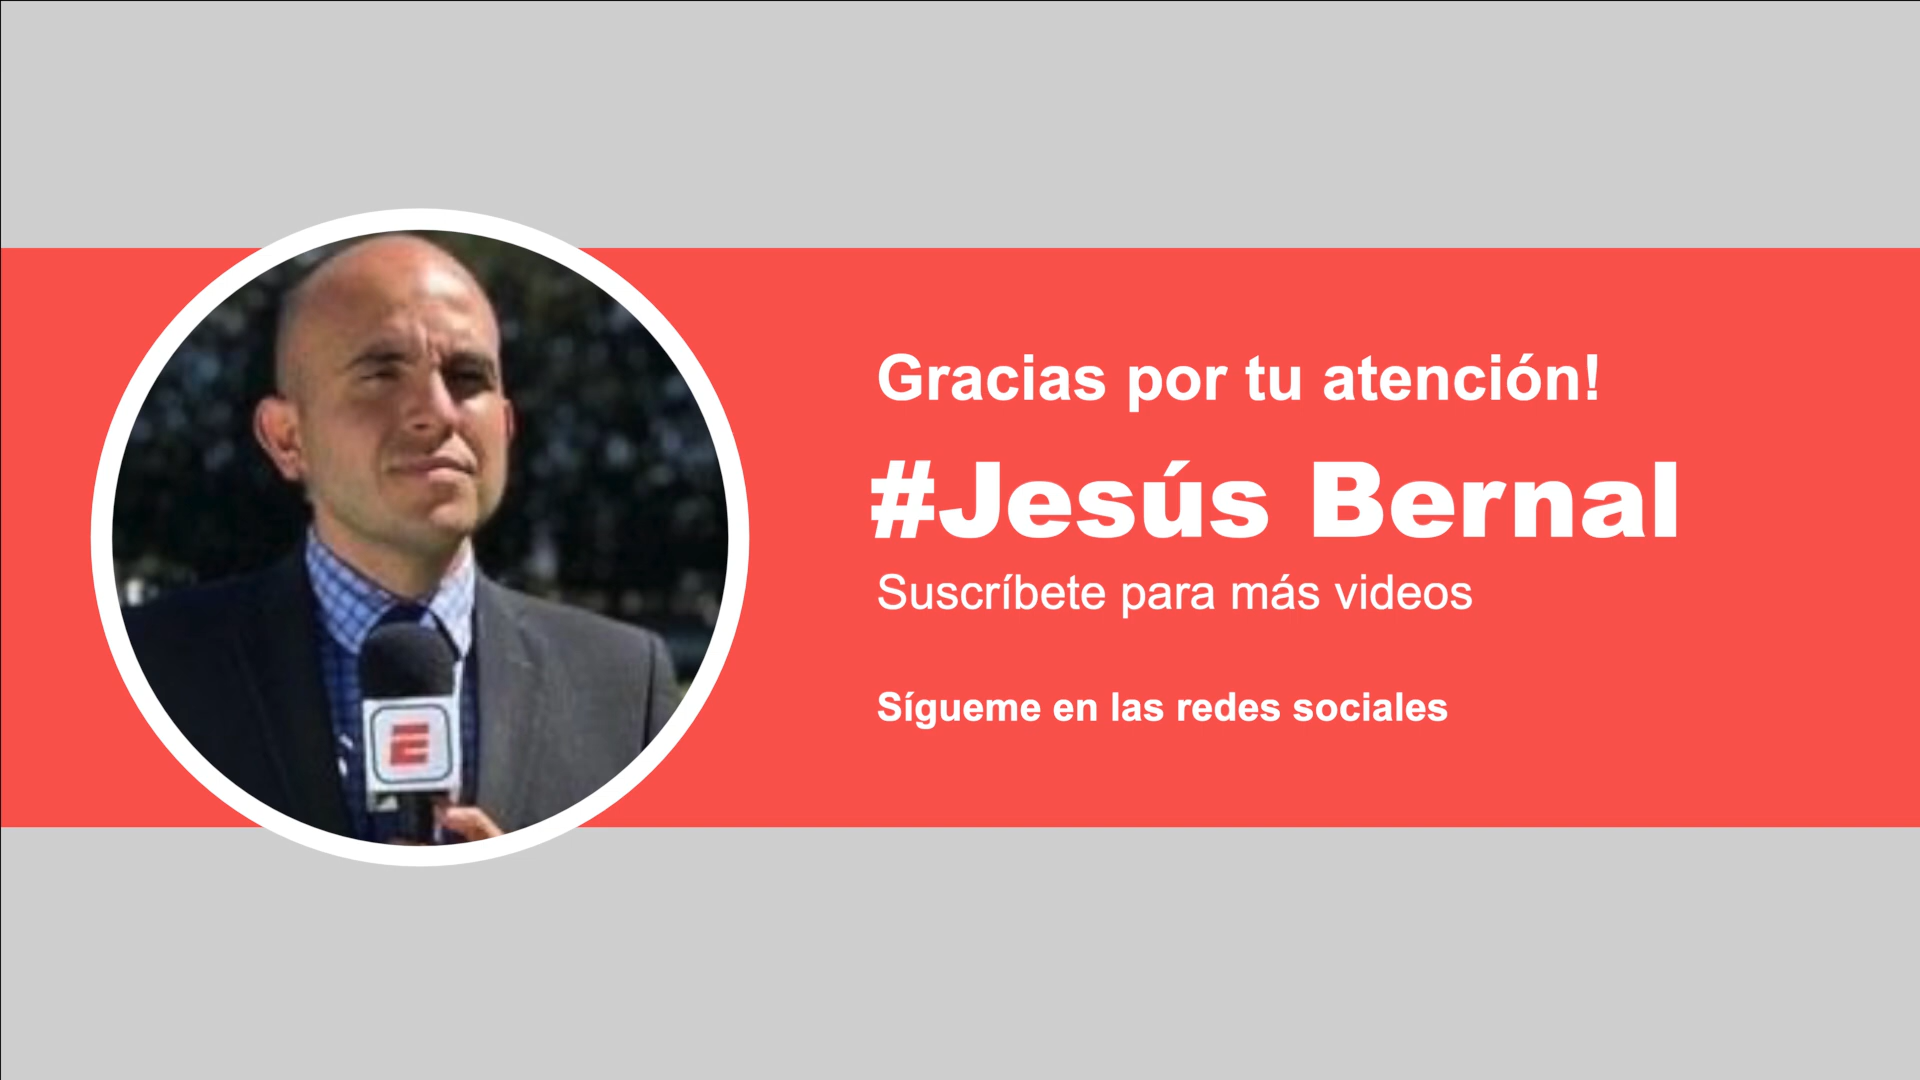 Gracias por tu atención!
#Jesús Bernal
Suscríbete para más videos
Sígueme en las redes sociales
E